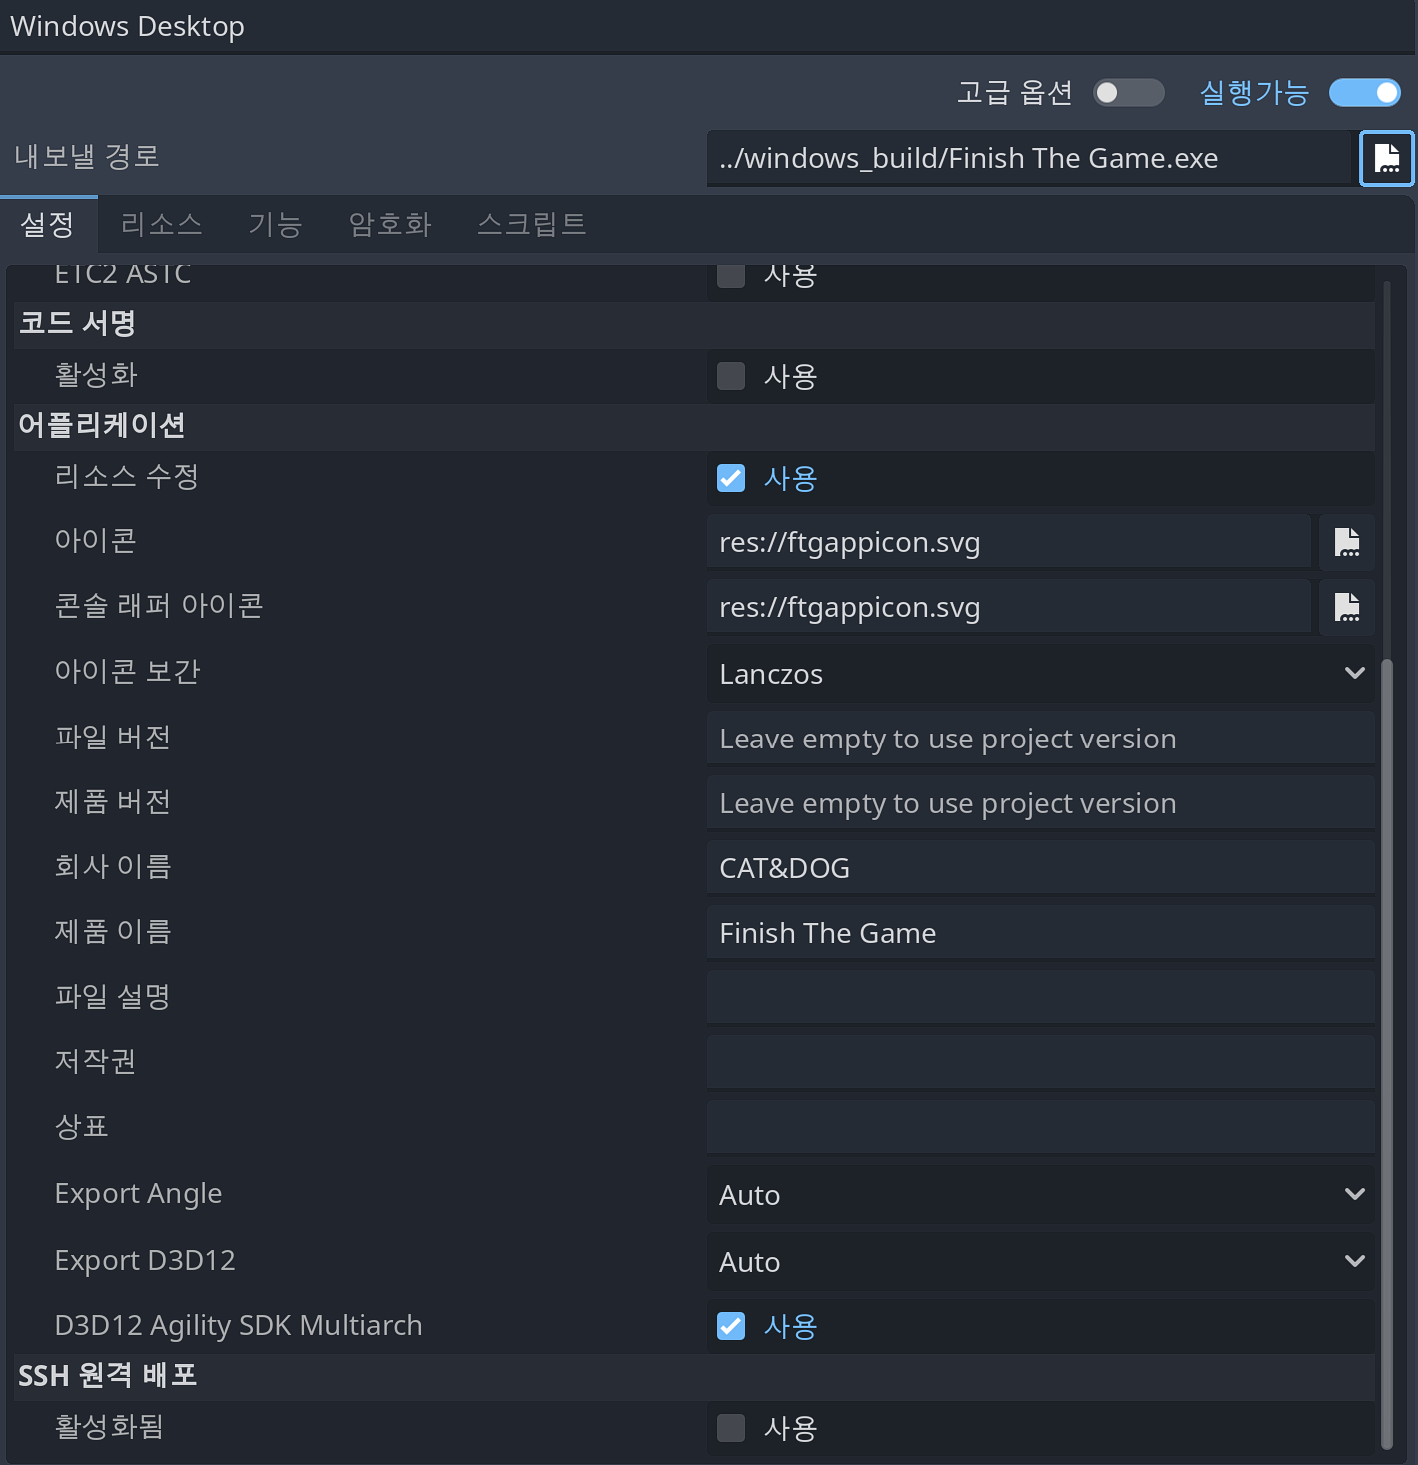 Windows Desktop
고급 옵션 실행가능
내보낼 경로 ../windows_build/Finish The Game.exe
설정 리소스 기능 암호화 스크립트
ETC2 ASTC 사용
코드 서명
활성화 사용
어플리케이션
리소스 수정 사용
아이콘 res://ftgappicon.svg
콘솔 래퍼 아이콘 res://ftgappicon.svg
아이콘 보간 Lanczos
파일 버전 Leave empty to use project version
제품 버전 Leave empty to use project version
회사 이름 CAT&DOG
제품 이름 Finish The Game
파일 설명
저작권
상표
Export Angle Auto
Export D3D12 Auto
D3D12 Agility SDK Multiarch 사용
SSH 원격 배포
활성화됨 사용